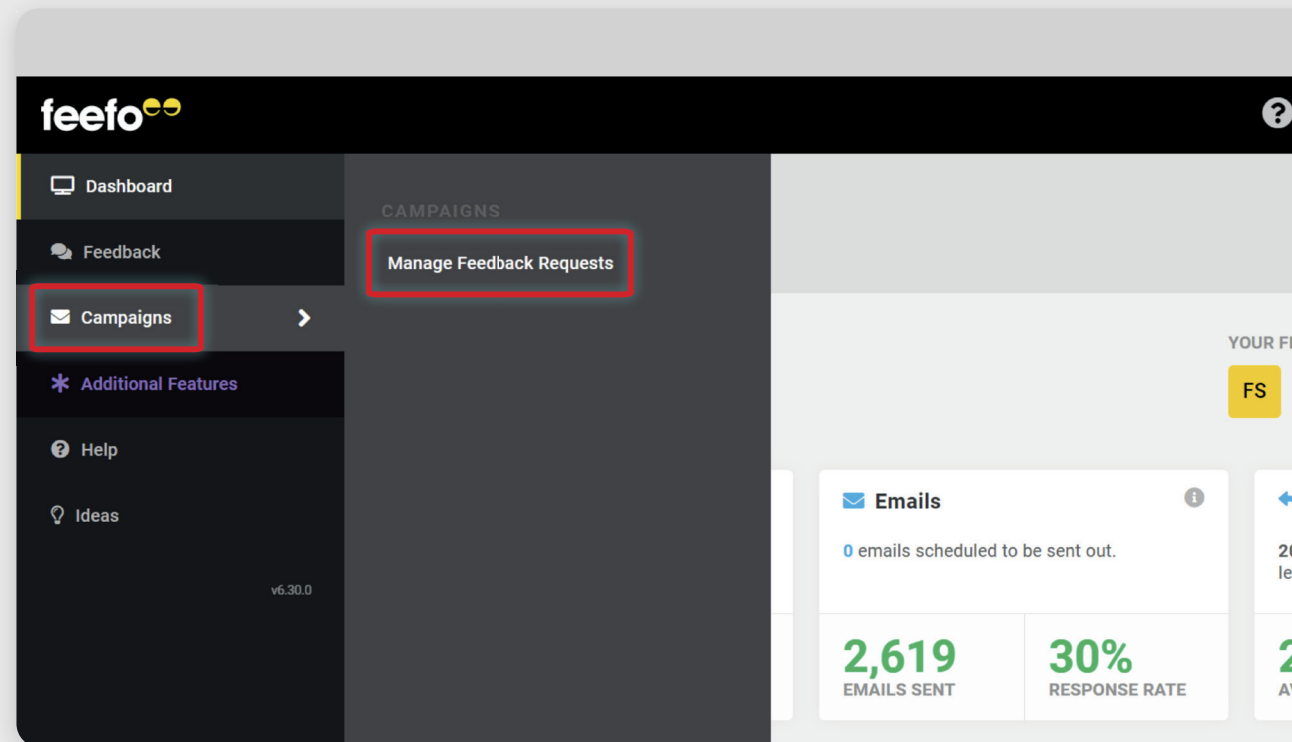 feefo
Dashboard
Feedback
Campaigns
Additional Features
Help
Ideas
v6.30.0
CAMPAIGNS
Manage Feedback Requests
YOUR
FS
Emails
0 emails scheduled to be sent out.
2,619
EMAILS SENT
30%
RESPONSE RATE